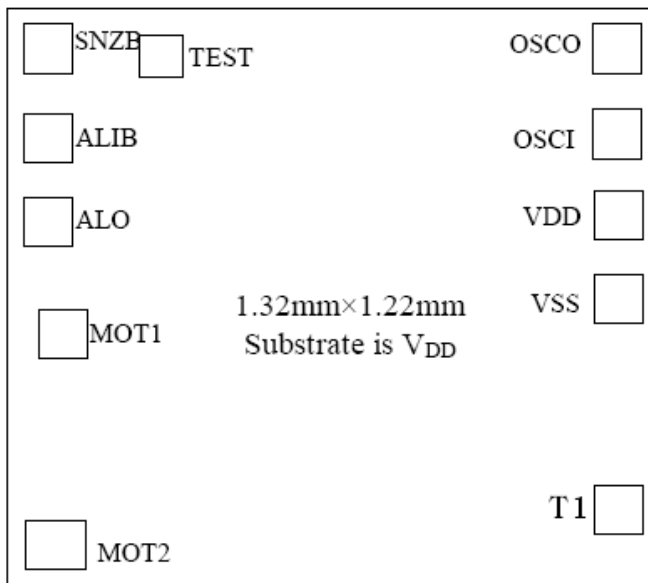 SNZB
TEST
OSCO
ALIB
OSCI
ALO
VDD
1.32mm×1.22mm
VSS
MOT1
Substrate is VDD
T1
MOT2